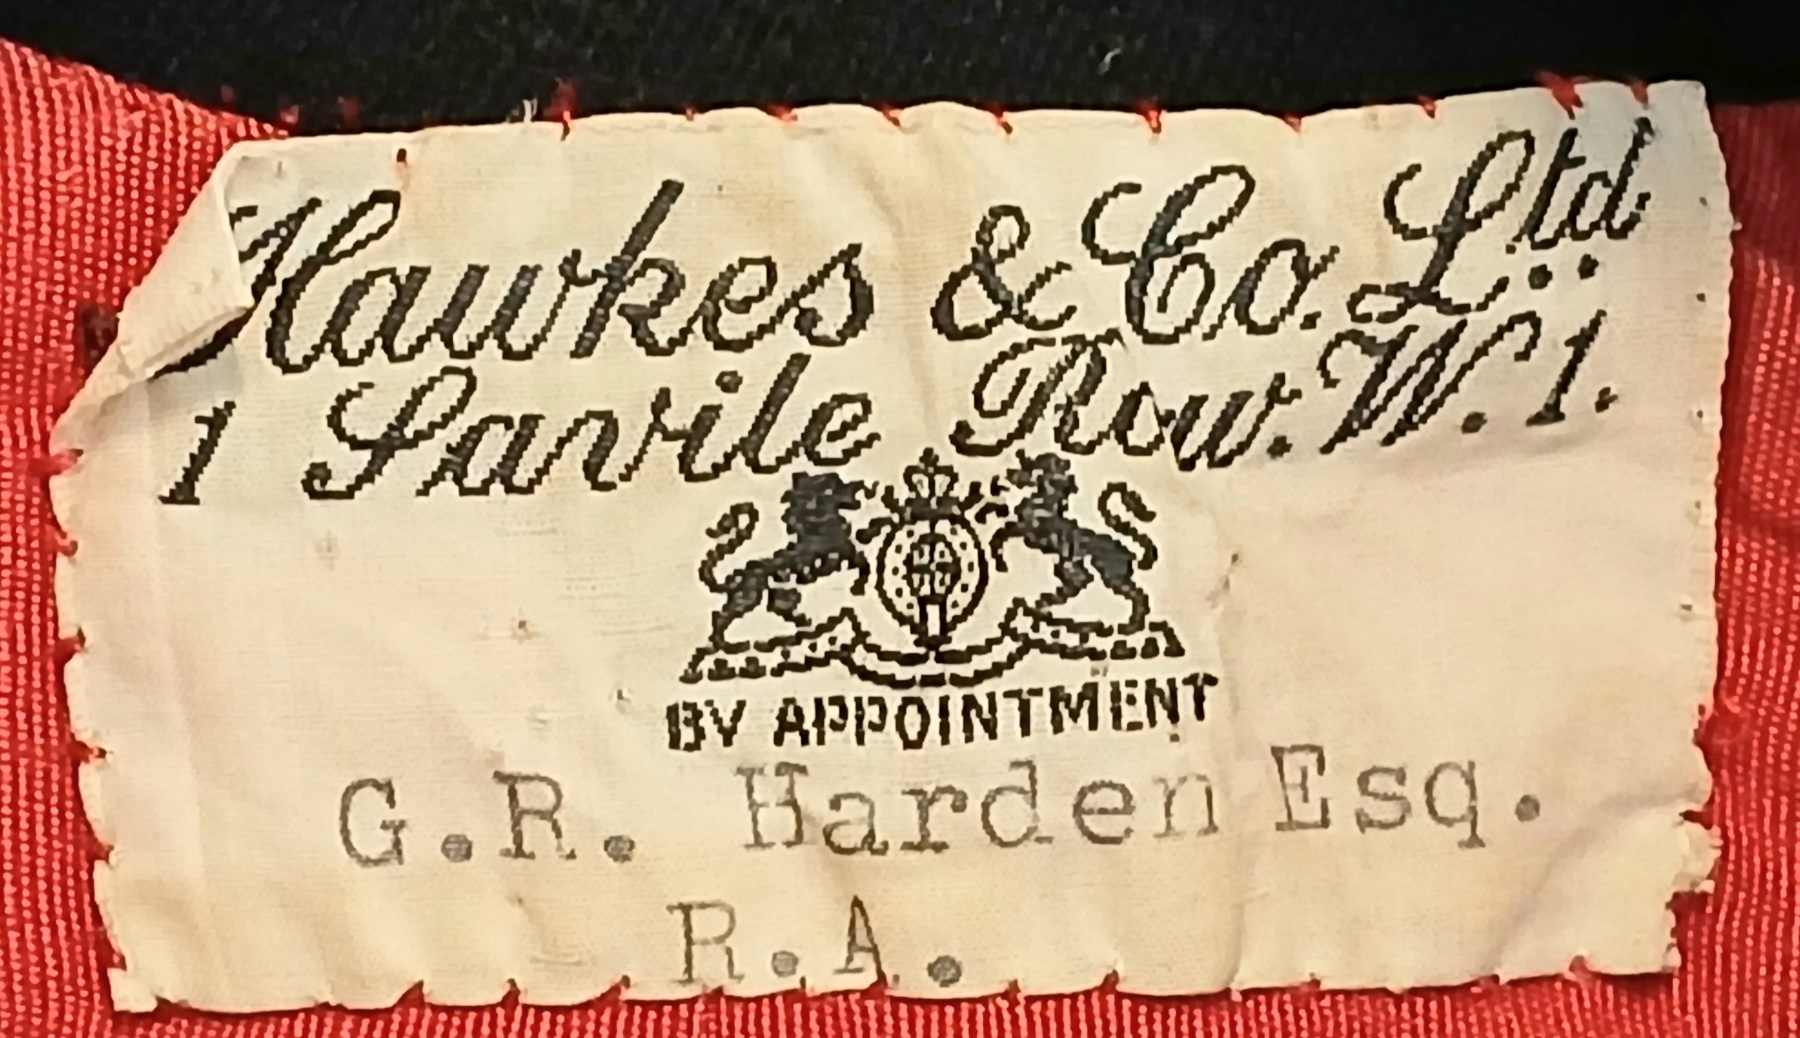 Hawkes & Co. Ltd
1 Savile Row. W. 1.
BY APPOINTMENT
G.R. Harden Esq.
R.A.